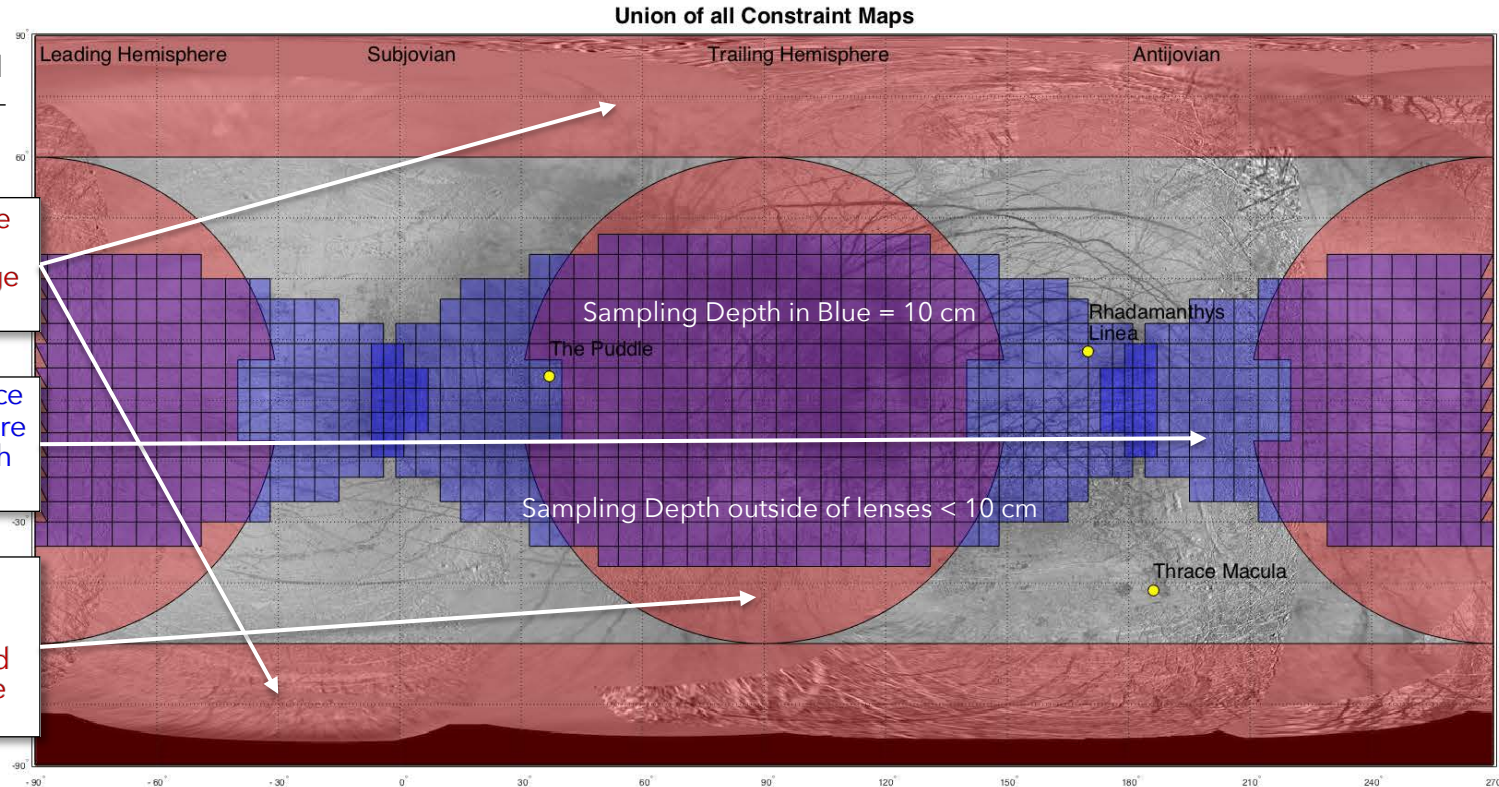 Union of all Constraint Maps
Leading Hemisphere
Subjovian
Trailing Hemisphere
Antijovian
Sampling Depth in Blue = 10 cm
Rhadamanthys
Linea
The Puddle
Sampling Depth outside of lenses < 10 cm
Thrace Macula
90°
60°
-30°
-90°
-90°
-60°
-30°
0°
30°
60°
90°
120°
150°
180°
210°
240°
270